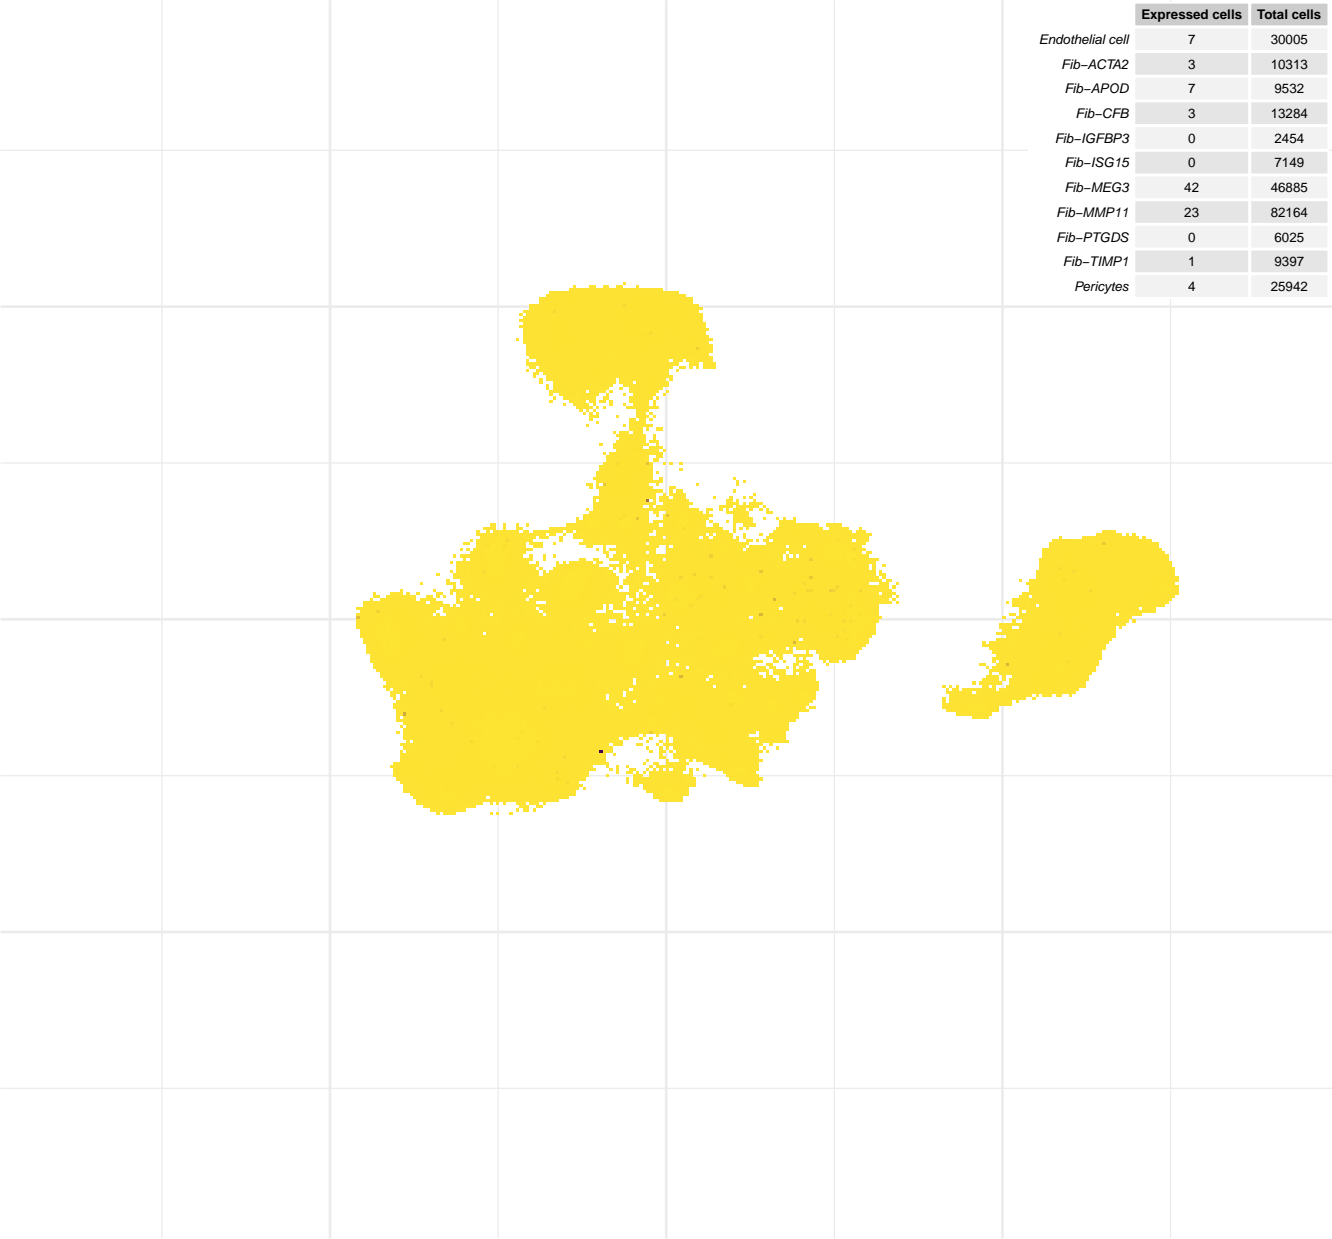 Expressed cells Total cells
Endothelial cell 7 30005
Fib−ACTA2 3 10313
Fib−APOD 7 9532
Fib−CFB 3 13284
Fib−IGFBP3 0 2454
Fib−ISG15 0 7149
Fib−MEG3 42 46885
Fib−MMP11 23 82164
Fib−PTGDS 0 6025
Fib−TIMP1 1 9397
Pericytes 4 25942